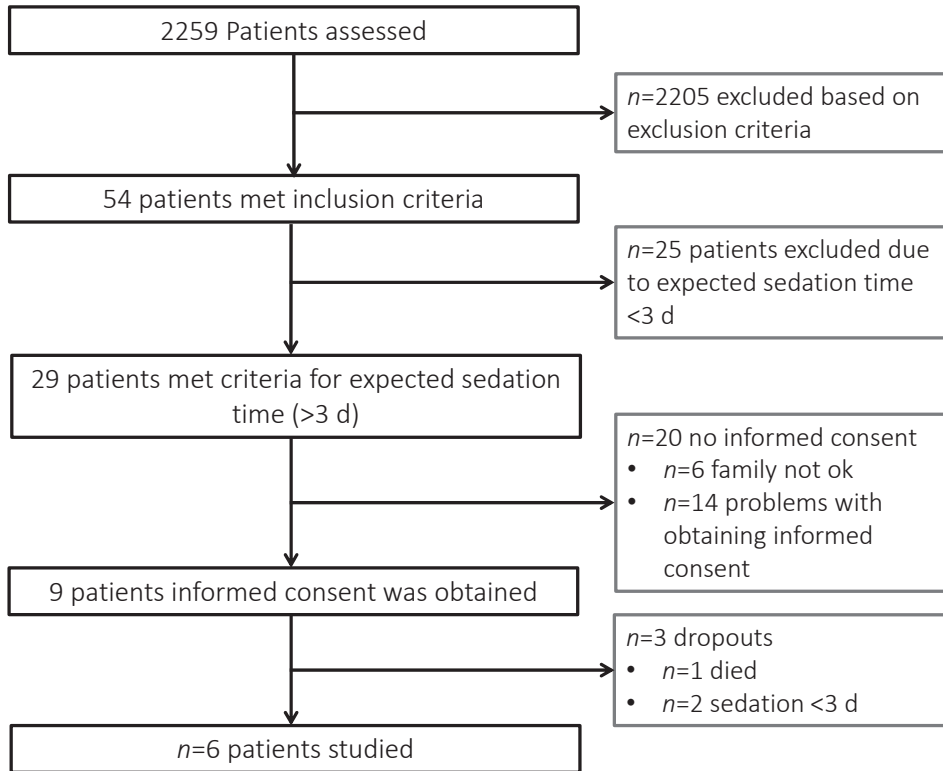 2259 Patients assessed
n=2205 excluded based on
exclusion criteria
54 patients met inclusion criteria
n=25 patients excluded due
to expected sedation time
<3 d
29 patients met criteria for expected sedation
time (>3 d)
n=20 no informed consent
• n=6 family not ok
• n=14 problems with
obtaining informed
consent
9 patients informed consent was obtained
n=3 dropouts
• n=1 died
• n=2 sedation <3 d
n=6 patients studied